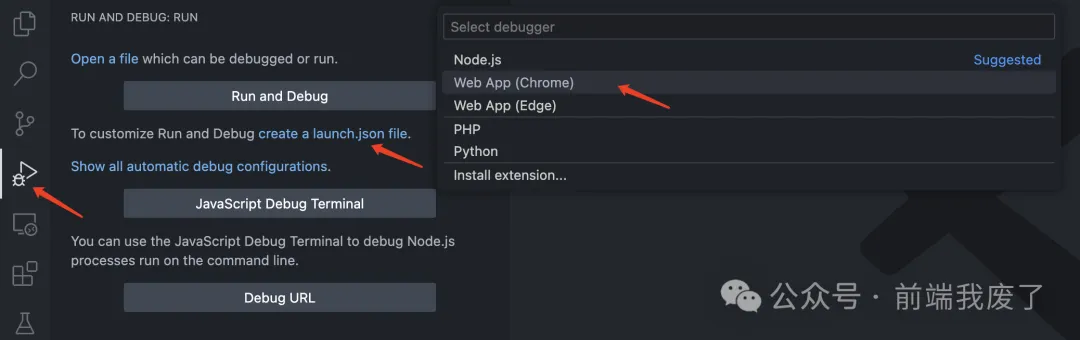 RUN AND DEBUG: RUN
Open a file which can be debugged or run.
Run and Debug
To customize Run and Debug create a launch.json file.
Show all automatic debug configurations.
JavaScript Debug Terminal
You can use the JavaScript Debug Terminal to debug Node.js
processes run on the command line.
Debug URL
Select debugger
Node.js Suggested
Web App (Chrome)
Web App (Edge)
PHP
Python
Install extension...
公众号 · 前端我废了